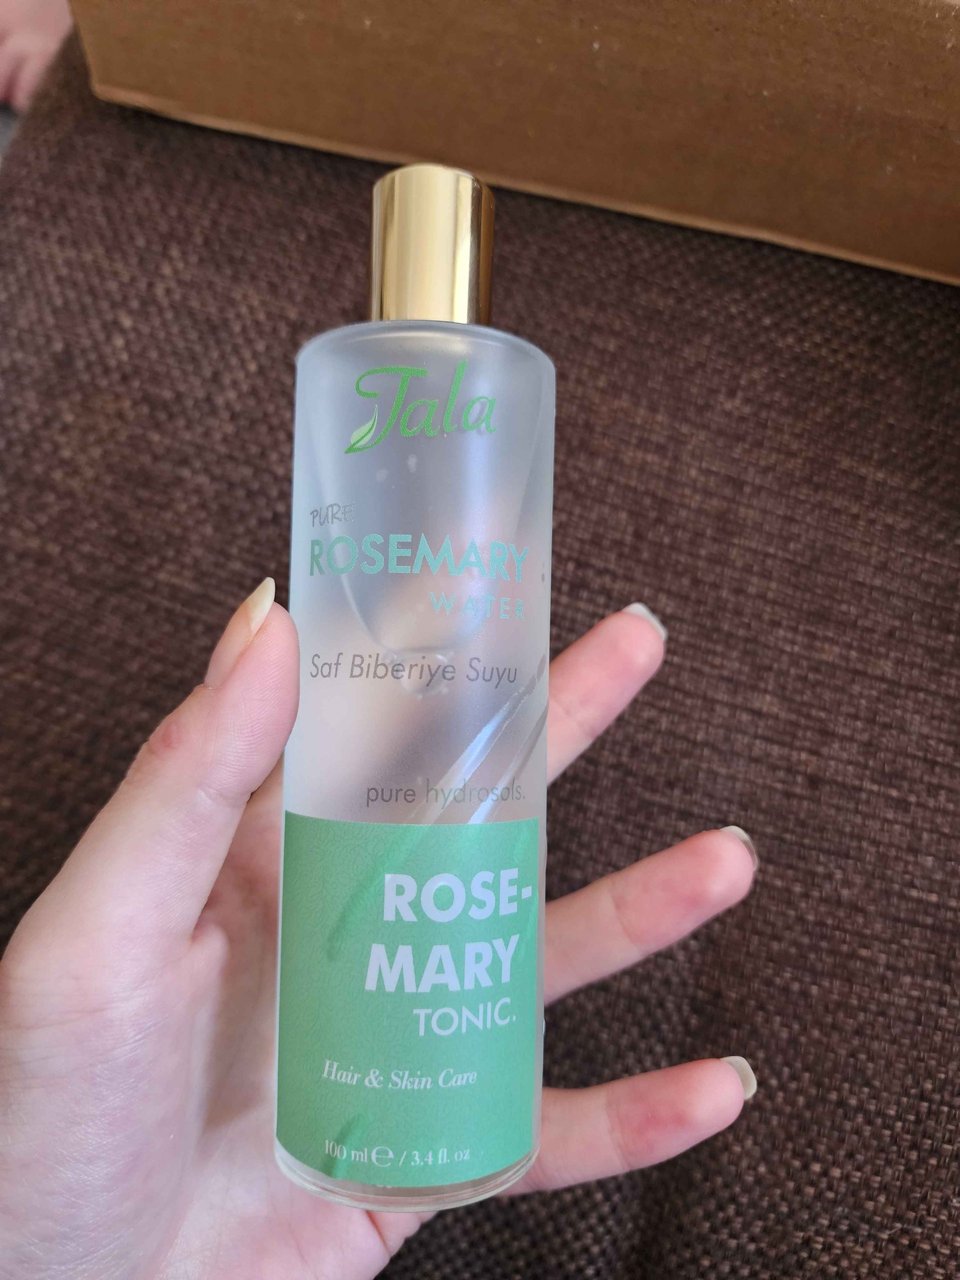 Tala
PURE
ROSEMARY
WATER
Saf Biberiye Suyu
pure hydrosols.
ROSE-
MARY
TONIC.
Hair & Skin Care
100 ml ℮ / 3.4 fl. oz